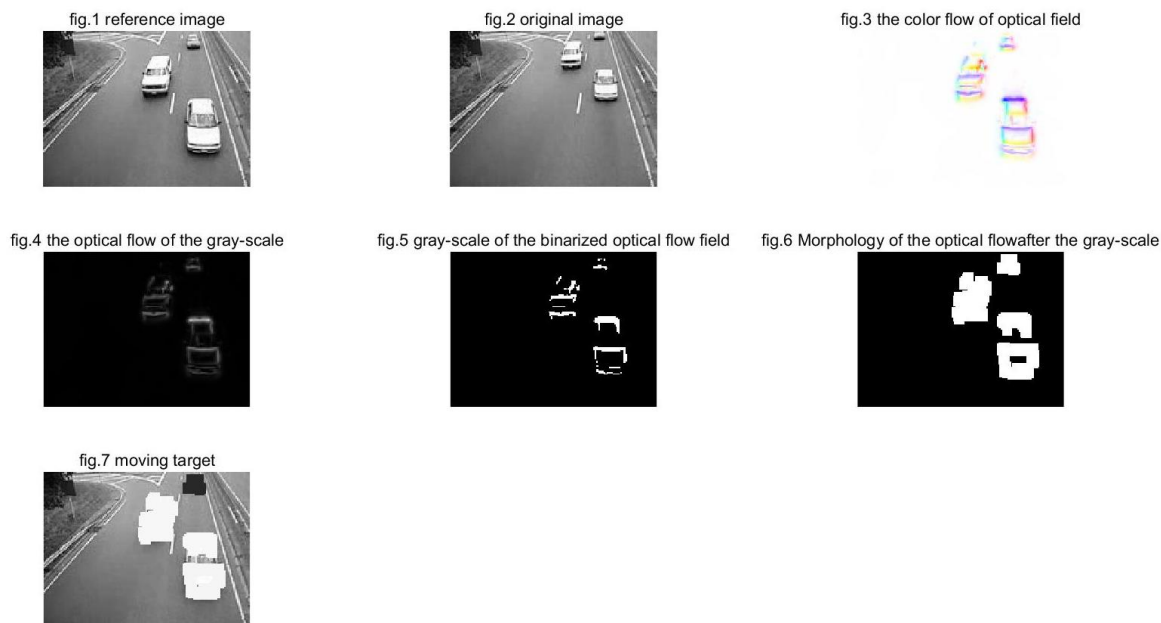 fig.1 reference image
fig.2 original image
fig.3 the color flow of optical field
fig.4 the optical flow of the gray-scale
fig.5 gray-scale of the binarized optical flow field
fig.6 Morphology of the optical flowafter the gray-scale
fig.7 moving target